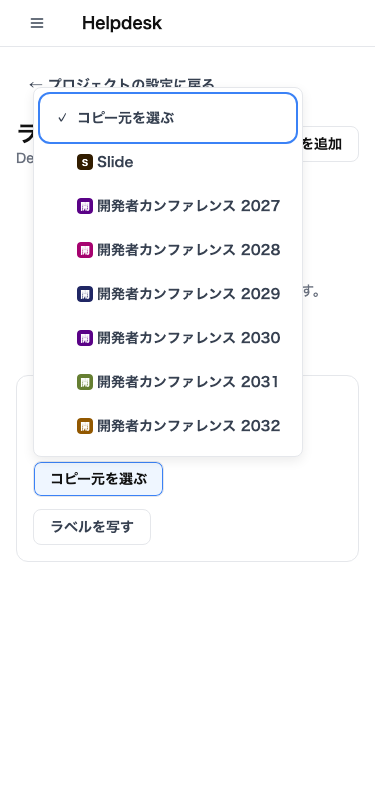 Helpdesk
← プロジェクトの設定に戻る
ラ
を追加
De
✓ コピー元を選ぶ
S Slide
開 開発者カンファレンス 2027
開 開発者カンファレンス 2028
開 開発者カンファレンス 2029
す。
開 開発者カンファレンス 2030
開 開発者カンファレンス 2031
開 開発者カンファレンス 2032
コピー元を選ぶ
ラベルを写す